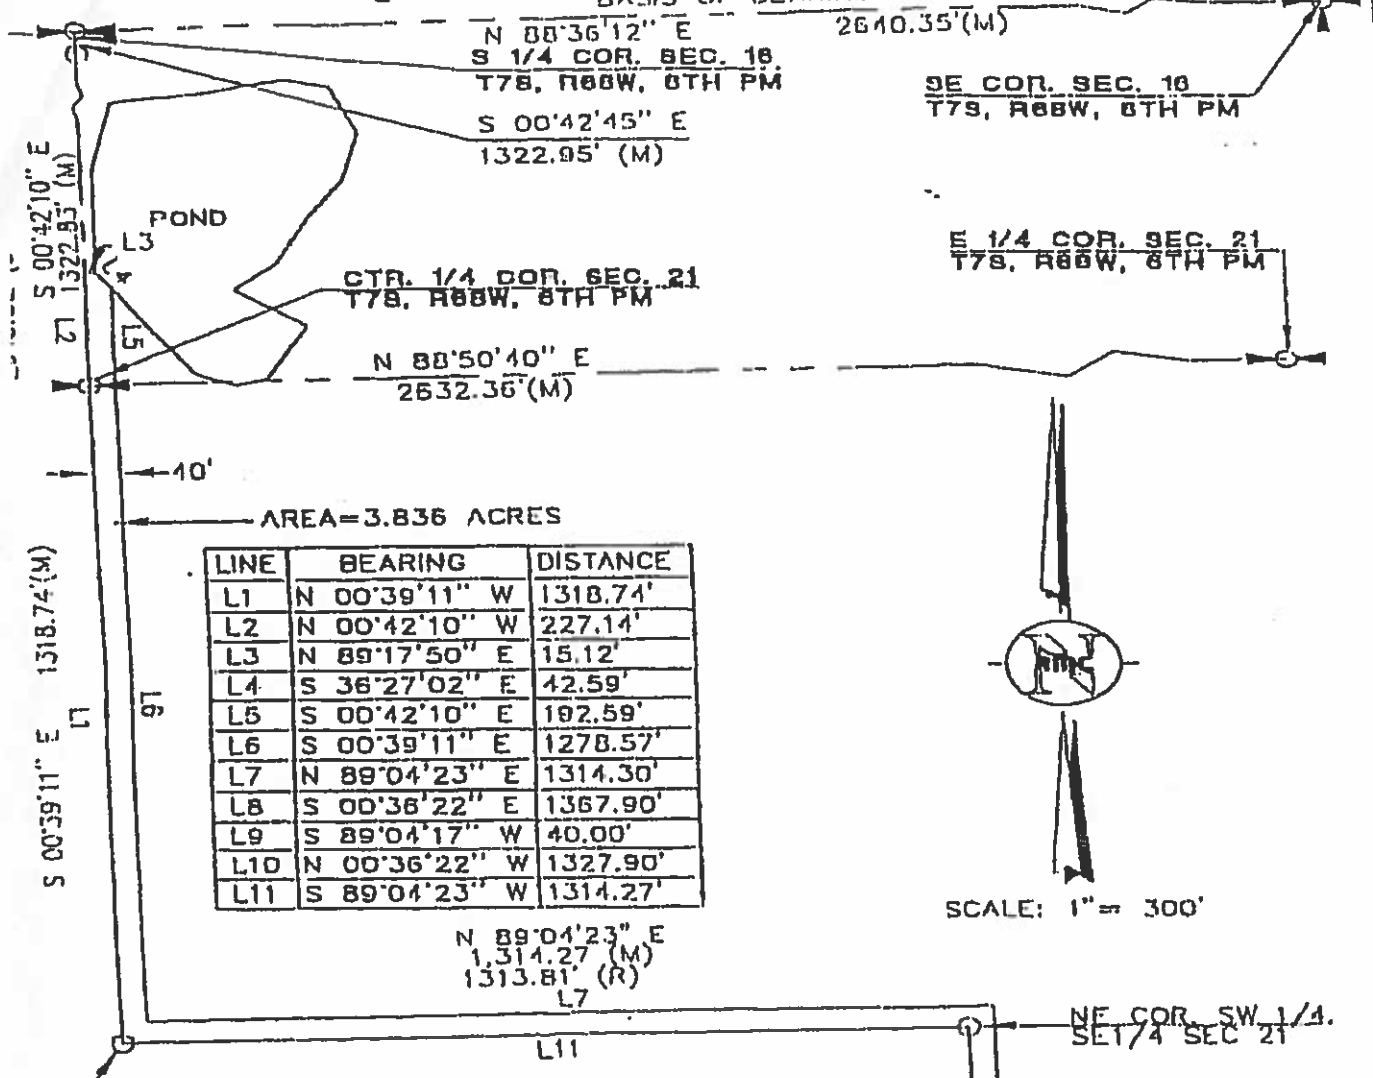 N 88°36'12" E
2640.35'(M)
S 1/4 COR. SEC. 16.
T7S, R68W, 6TH PM
SE COR. SEC. 16
T7S, R68W, 6TH PM
S 00°42'45" E
1322.95' (M)
S 00°42'10" E
1322.93' (M)
POND
L3
4
E 1/4 COR. SEC. 21
T7S, R68W, 6TH PM
CTR. 1/4 COR. SEC. 21
T7S, R68W, 6TH PM
L2
L5
N 88°50'40" E
2632.36'(M)
40'
AREA=3.836 ACRES
LINE BEARING DISTANCE
L1 N 00°39'11" W 1318.74'
L2 N 00°42'10" W 227.14'
L3 N 89°17'50" E 15.12'
L4 S 36°27'02" E 42.59'
L5 S 00°42'10" E 192.59'
L6 S 00°39'11" E 1278.57'
L7 N 89°04'23" E 1314.30'
L8 S 00°36'22" E 1367.90'
L9 S 89°04'17" W 40.00'
L10 N 00°36'22" W 1327.90'
L11 S 89°04'23" W 1314.27'
S 00°39'11" E 1318.74'(M)
L1
L6
SCALE: 1"= 300'
N 89°04'23" E
1,314.27 (M)
1313.81' (R)
L7
L11
NE COR. SW 1/4.
SE1/4 SEC 21